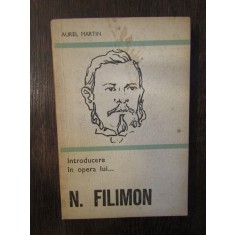 AUREL MARTIN
Introducere
în opera lui...
N. FILIMON